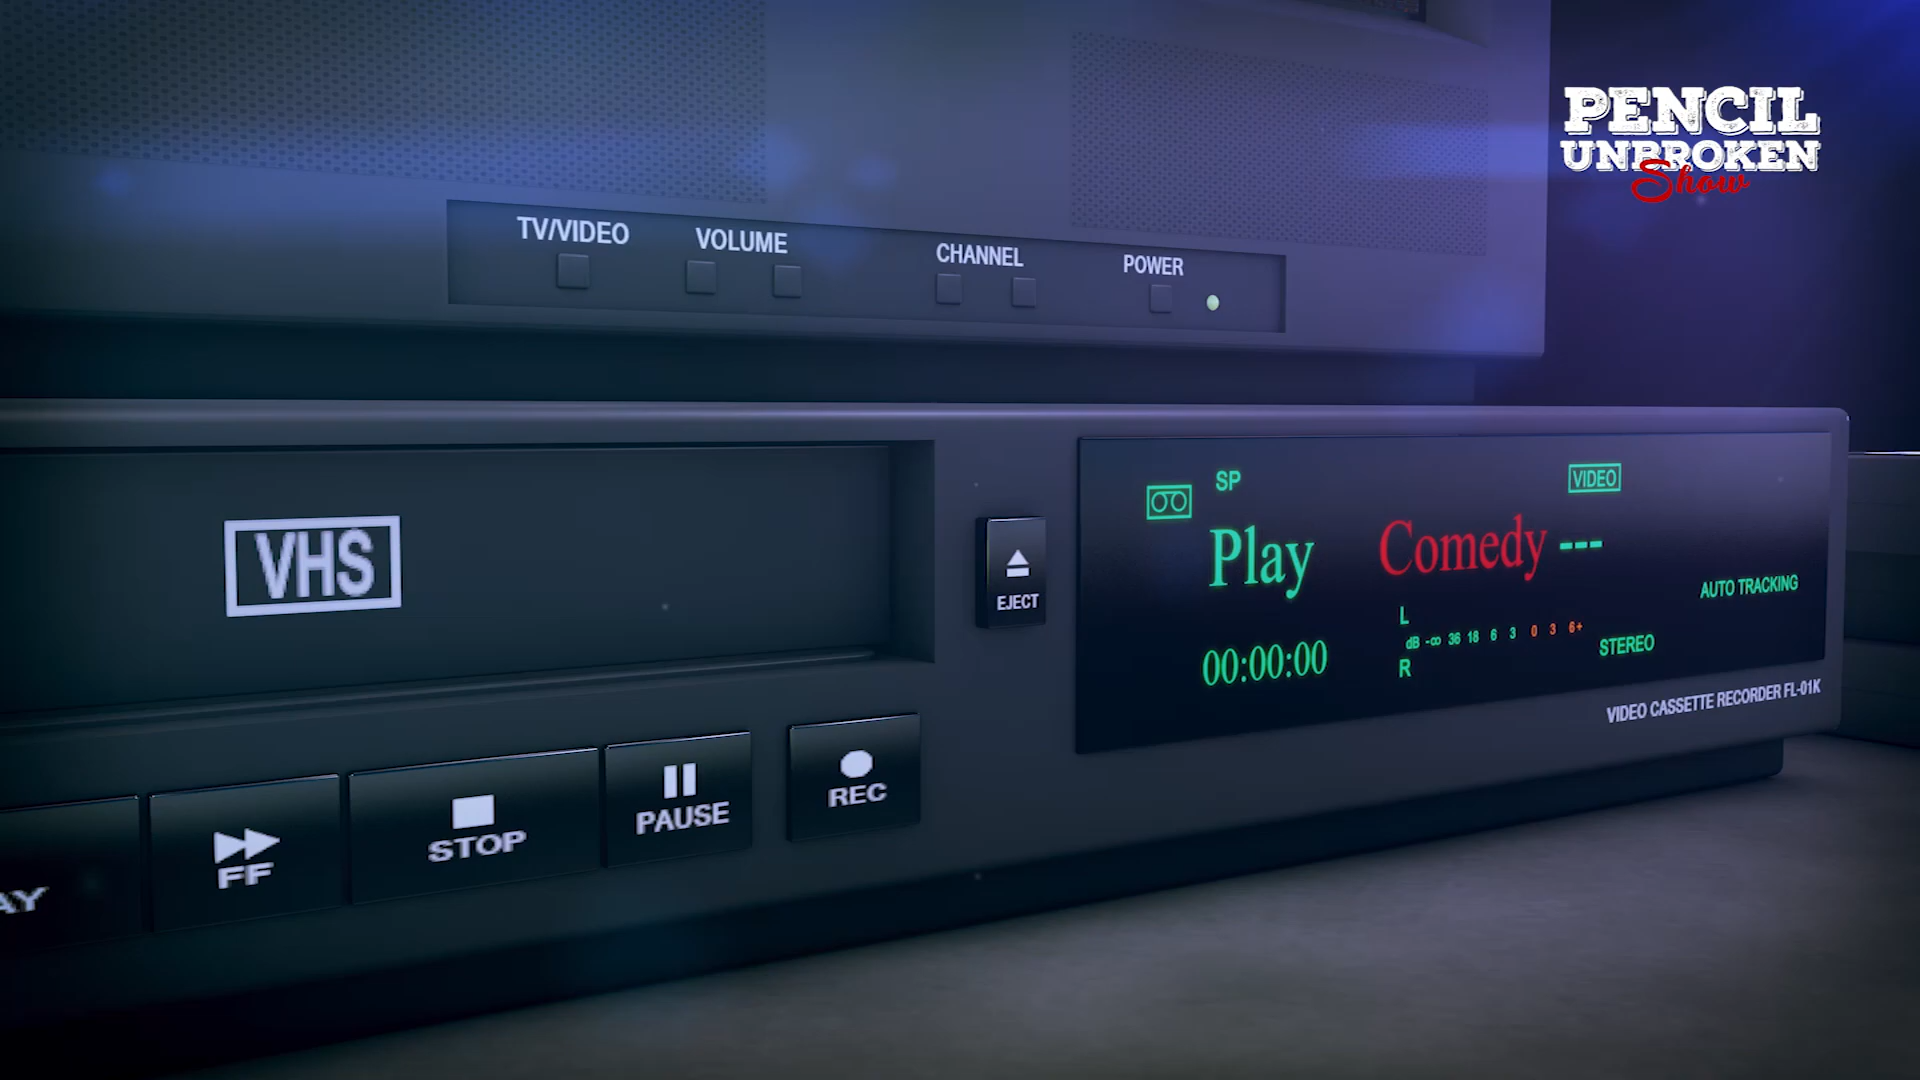 PENCIL
UNBROKEN
Show
TV/VIDEO
VOLUME
CHANNEL
POWER
VHS
EJECT
SP
VIDEO
Play
Comedy ---
AUTO TRACKING
L
dB -∞ 36 18 6 3 0 3 6+
R
STEREO
00:00:00
VIDEO CASSETTE RECORDER FL-01K
AY
FF
STOP
PAUSE
REC